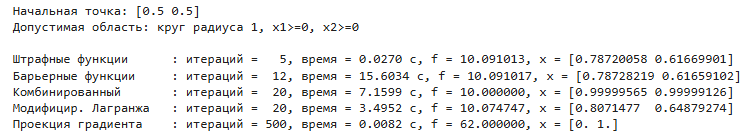 Начальная точка: [0.5 0.5]
Допустимая область: круг радиуса 1, x1>=0, x2>=0
Штрафные функции : итераций = 5, время = 0.0270 с, f = 10.091013, x = [0.78720058 0.61669901]
Барьерные функции : итераций = 12, время = 15.6034 с, f = 10.091017, x = [0.78728219 0.61659102]
Комбинированный : итераций = 20, время = 7.1599 с, f = 10.000000, x = [0.99999565 0.99999126]
Модифицир. Лагранжа : итераций = 20, время = 3.4952 с, f = 10.074747, x = [0.8071477 0.64879274]
Проекция градиента : итераций = 500, время = 0.0082 с, f = 62.000000, x = [0. 1.]